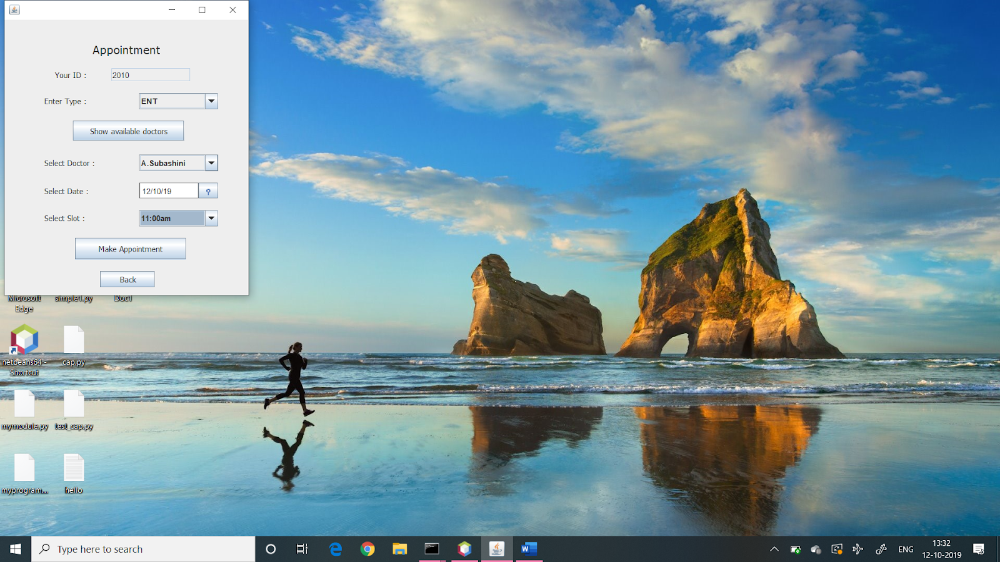 Appointment
Your ID :
2010
Enter Type :
ENT
Show available doctors
Select Doctor :
A.Subashini
Select Date :
12/10/19
Select Slot :
11:00am
Make Appointment
Back
Microsoft
Edge
simple1.py
Doc1
netbeans64 -
Shortcut
cap.py
mymodule.py
test_cap.py
myprogram....
hello
Type here to search
W
ENG
13:32
12-10-2019